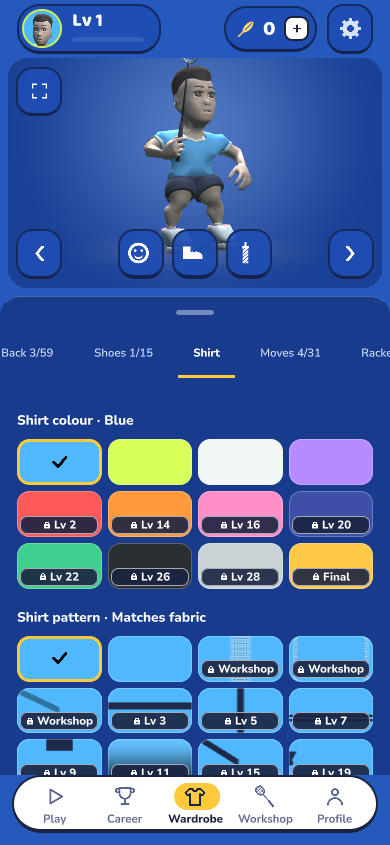 Lv 1
0 +
Back 3/59 Shoes 1/15 Shirt Moves 4/31 Racke
Shirt colour · Blue
Lv 2 Lv 14 Lv 16 Lv 20
Lv 22 Lv 26 Lv 28 Final
Shirt pattern · Matches fabric
Workshop Workshop
Workshop Lv 3 Lv 5 Lv 7
Lv 9 Lv 11 Lv 15 Lv 19
Play Career Wardrobe Workshop Profile